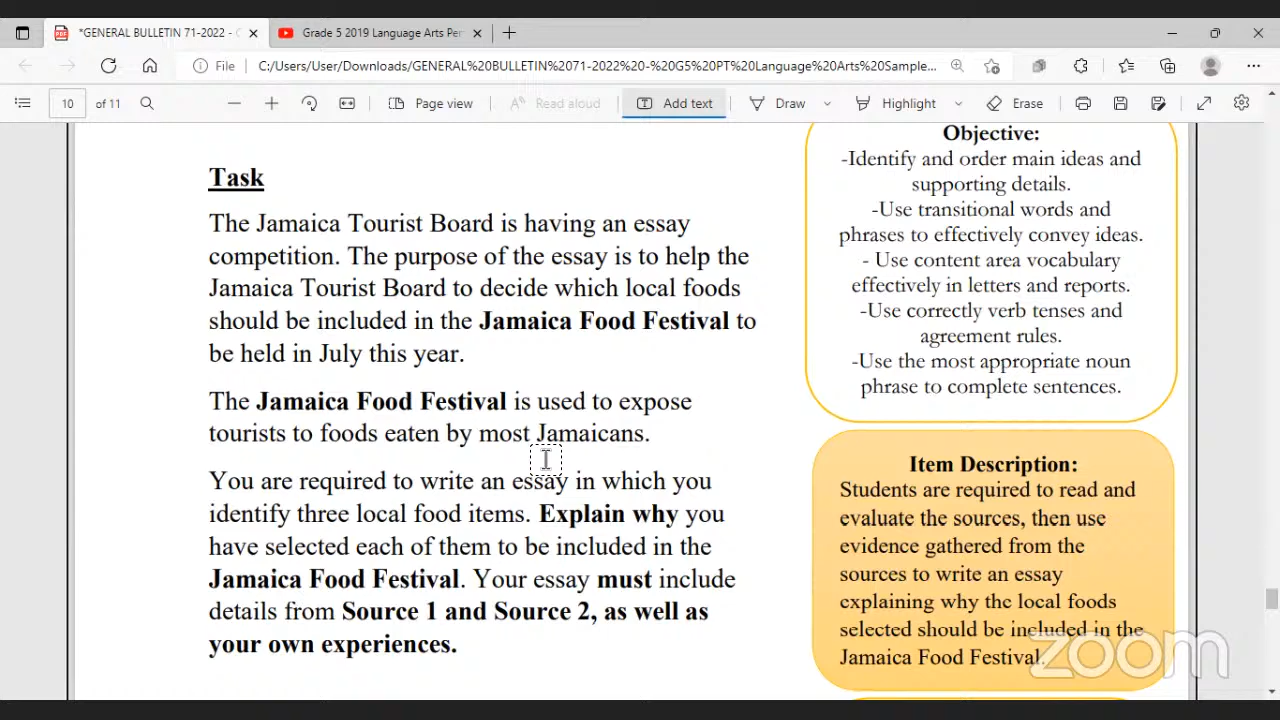 *GENERAL BULLETIN 71-2022 -
Grade 5 2019 Language Arts Per
File
C:/Users/User/Downloads/GENERAL%20BULLETIN%2071-2022%20-%20G5%20PT%20Language%20Arts%20Sample...
10 of 11
Page view
Read aloud
Add text
Draw
Highlight
Erase
Task
The Jamaica Tourist Board is having an essay
competition. The purpose of the essay is to help the
Jamaica Tourist Board to decide which local foods
should be included in the Jamaica Food Festival to
be held in July this year.
The Jamaica Food Festival is used to expose
tourists to foods eaten by most Jamaicans.
You are required to write an essay in which you
identify three local food items. Explain why you
have selected each of them to be included in the
Jamaica Food Festival. Your essay must include
details from Source 1 and Source 2, as well as
your own experiences.
Objective:
-Identify and order main ideas and
supporting details.
-Use transitional words and
phrases to effectively convey ideas.
- Use content area vocabulary
effectively in letters and reports.
-Use correctly verb tenses and
agreement rules.
-Use the most appropriate noun
phrase to complete sentences.
Item Description:
Students are required to read and
evaluate the sources, then use
evidence gathered from the
sources to write an essay
explaining why the local foods
selected should be included in the
Jamaica Food Festival.
zoom